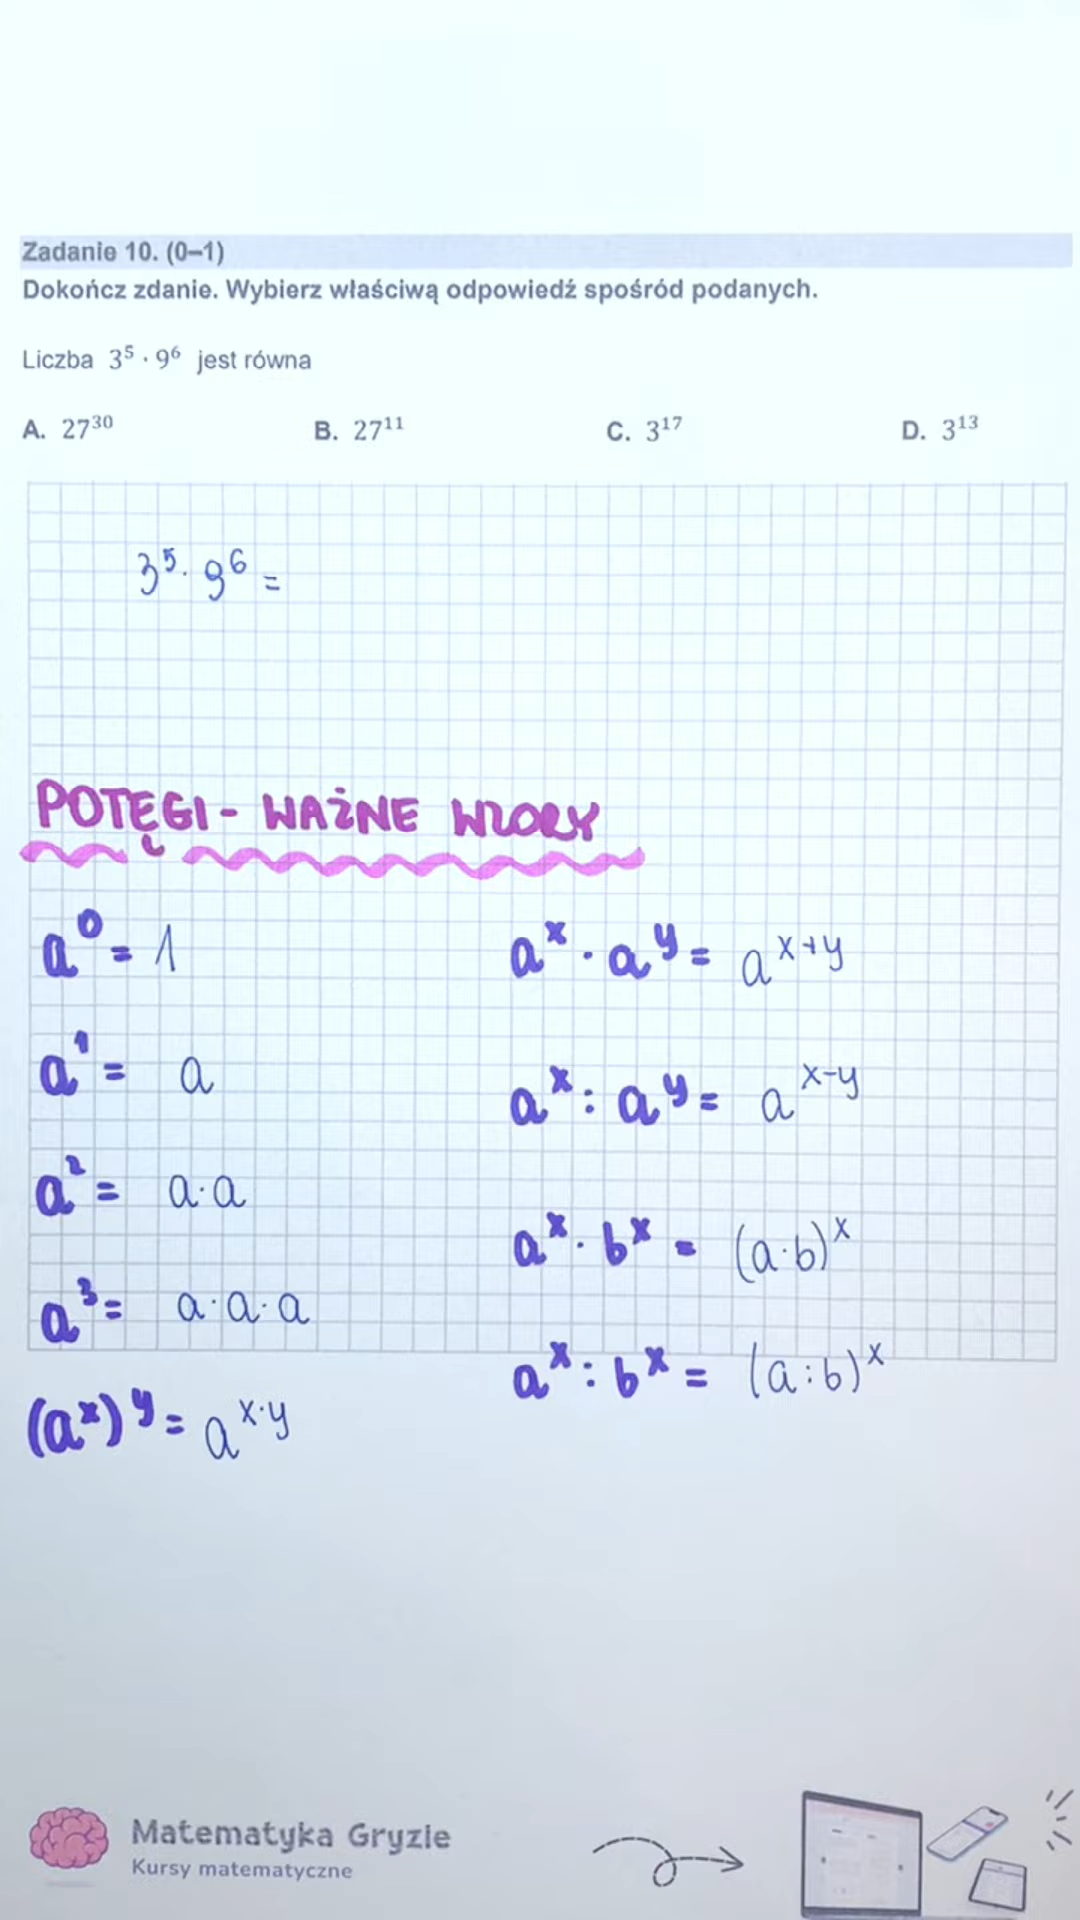 Zadanie 10. (0–1)
Dokończ zdanie. Wybierz właściwą odpowiedź spośród podanych.
Liczba 3⁵ · 9⁶ jest równa
A. 27³⁰ B. 27¹¹ C. 3¹⁷ D. 3¹³
3⁵ · 9⁶ =
POTĘGI - WAŻNE WZORY
a⁰ = 1
a¹ = a
a² = a·a
a³ = a·a·a
(aˣ)ʸ = aˣ·ʸ
aˣ · aʸ = aˣ⁺ʸ
aˣ : aʸ = aˣ⁻ʸ
aˣ · bˣ = (a·b)ˣ
aˣ : bˣ = (a:b)ˣ
Matematyka Gryzie
Kursy matematyczne